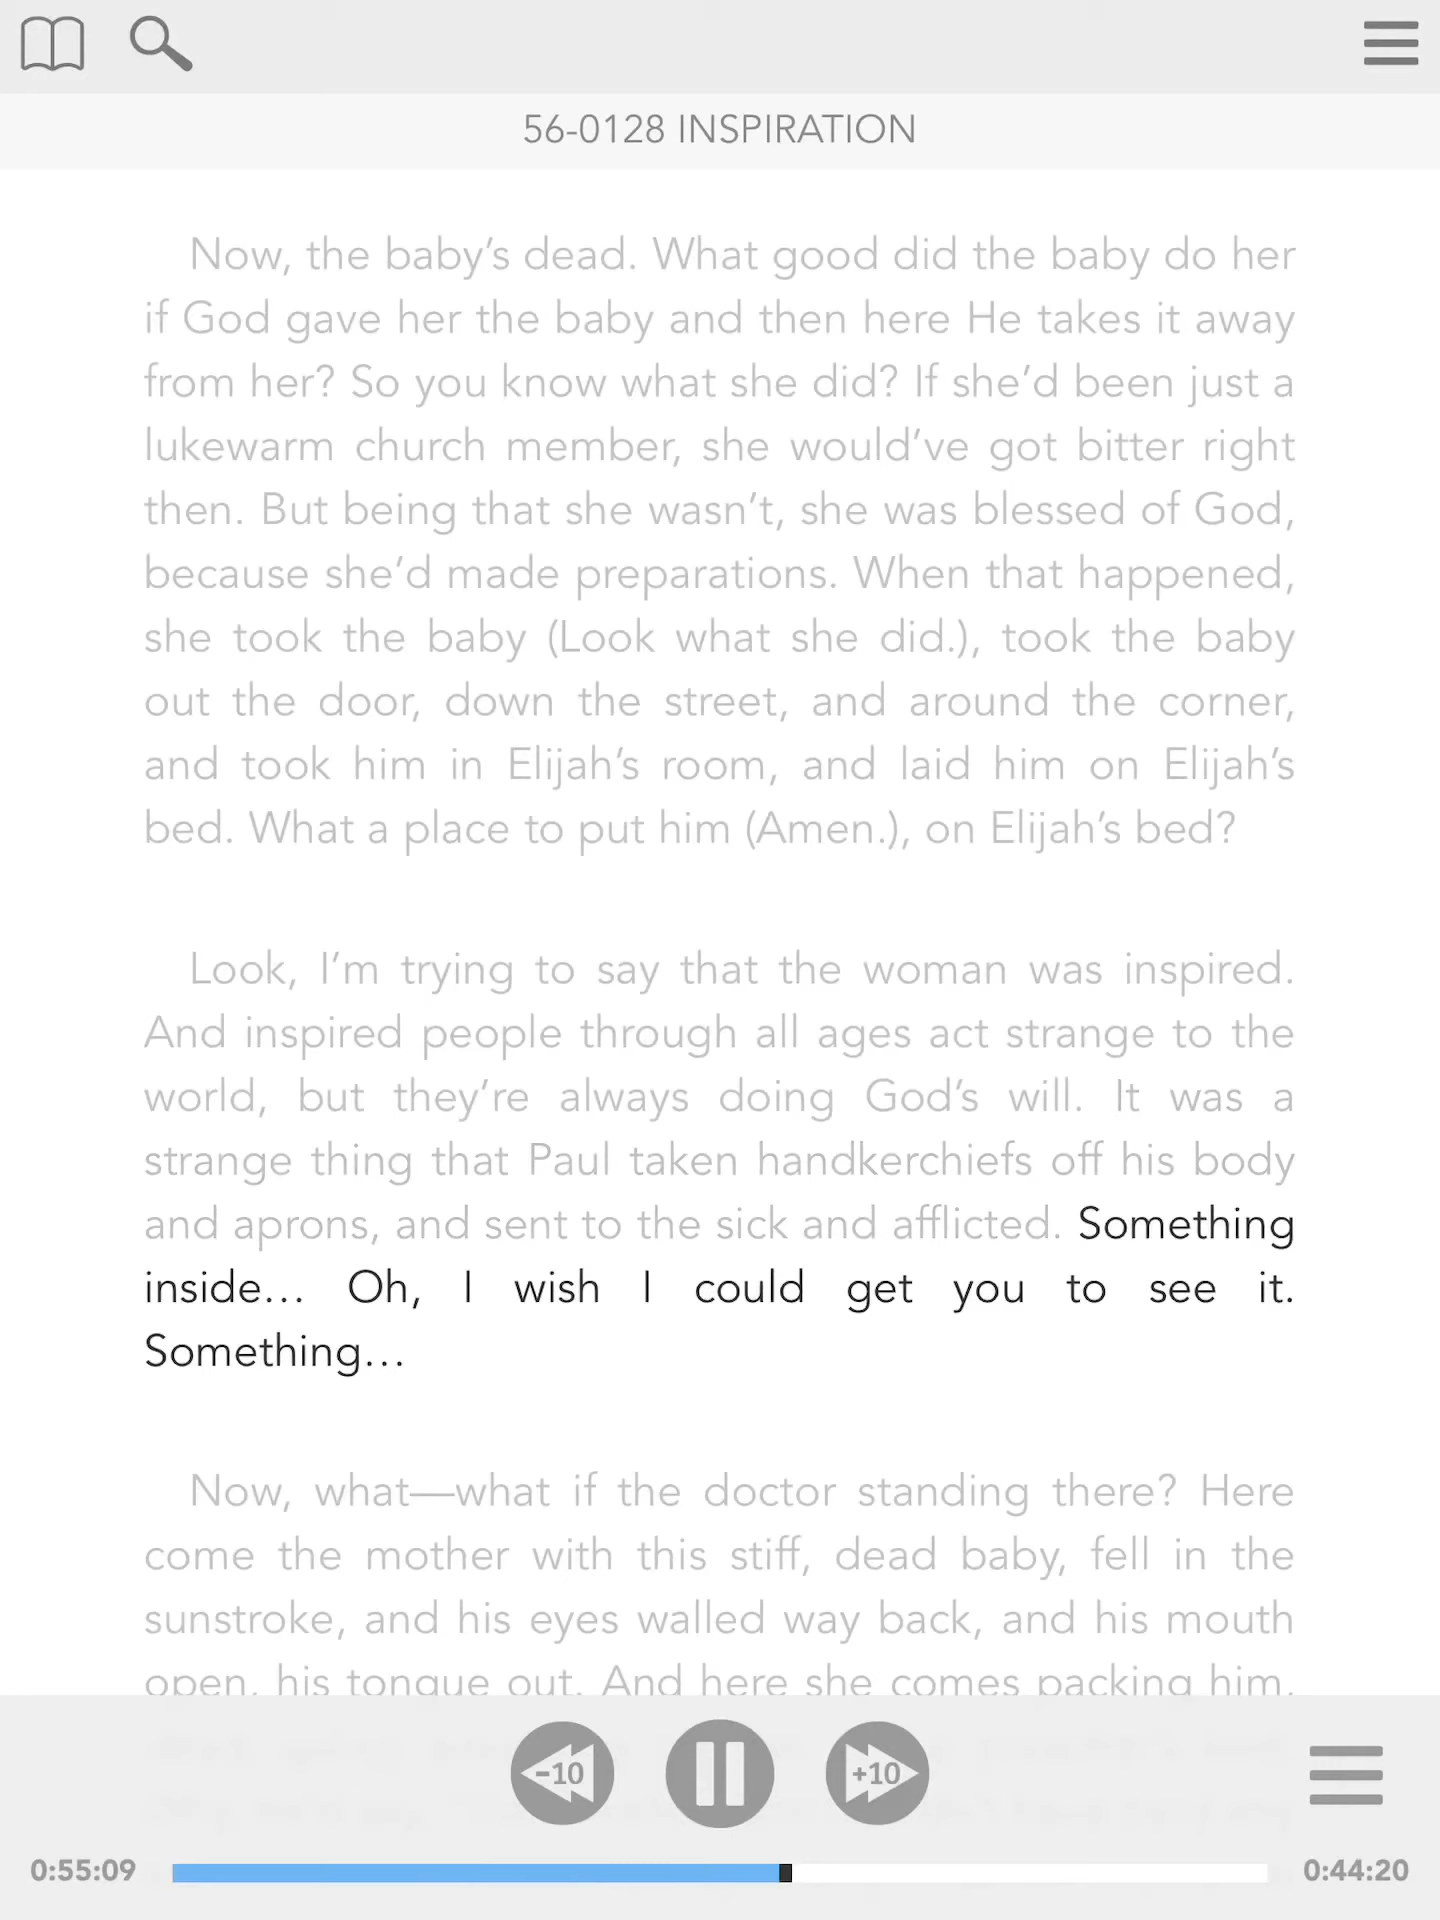 56-0128 INSPIRATION
Now, the baby’s dead. What good did the baby do her
if God gave her the baby and then here He takes it away
from her? So you know what she did? If she’d been just a
lukewarm church member, she would’ve got bitter right
then. But being that she wasn’t, she was blessed of God,
because she’d made preparations. When that happened,
she took the baby (Look what she did.), took the baby
out the door, down the street, and around the corner,
and took him in Elijah’s room, and laid him on Elijah’s
bed. What a place to put him (Amen.), on Elijah’s bed?
Look, I’m trying to say that the woman was inspired.
And inspired people through all ages act strange to the
world, but they’re always doing God’s will. It was a
strange thing that Paul taken handkerchiefs off his body
and aprons, and sent to the sick and afflicted. Something
inside… Oh, I wish I could get you to see it.
Something…
Now, what—what if the doctor standing there? Here
come the mother with this stiff, dead baby, fell in the
sunstroke, and his eyes walled way back, and his mouth
open, his tongue out. And here she comes packing him,
-10 +10
0:55:09 0:44:20